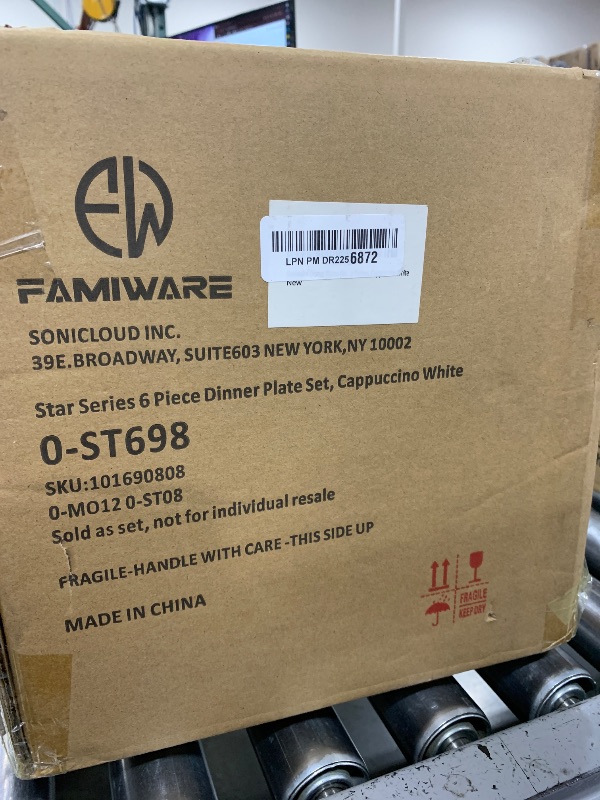 FW
FAMIWARE
LPN PM DR2256872
New
SONICLOUD INC.
39E.BROADWAY, SUITE603 NEW YORK,NY 10002
Star Series 6 Piece Dinner Plate Set, Cappuccino White
0-ST698
SKU:101690808
0-MO12 0-ST08
Sold as set, not for individual resale
FRAGILE-HANDLE WITH CARE -THIS SIDE UP
MADE IN CHINA
FRAGILE
KEEP DRY